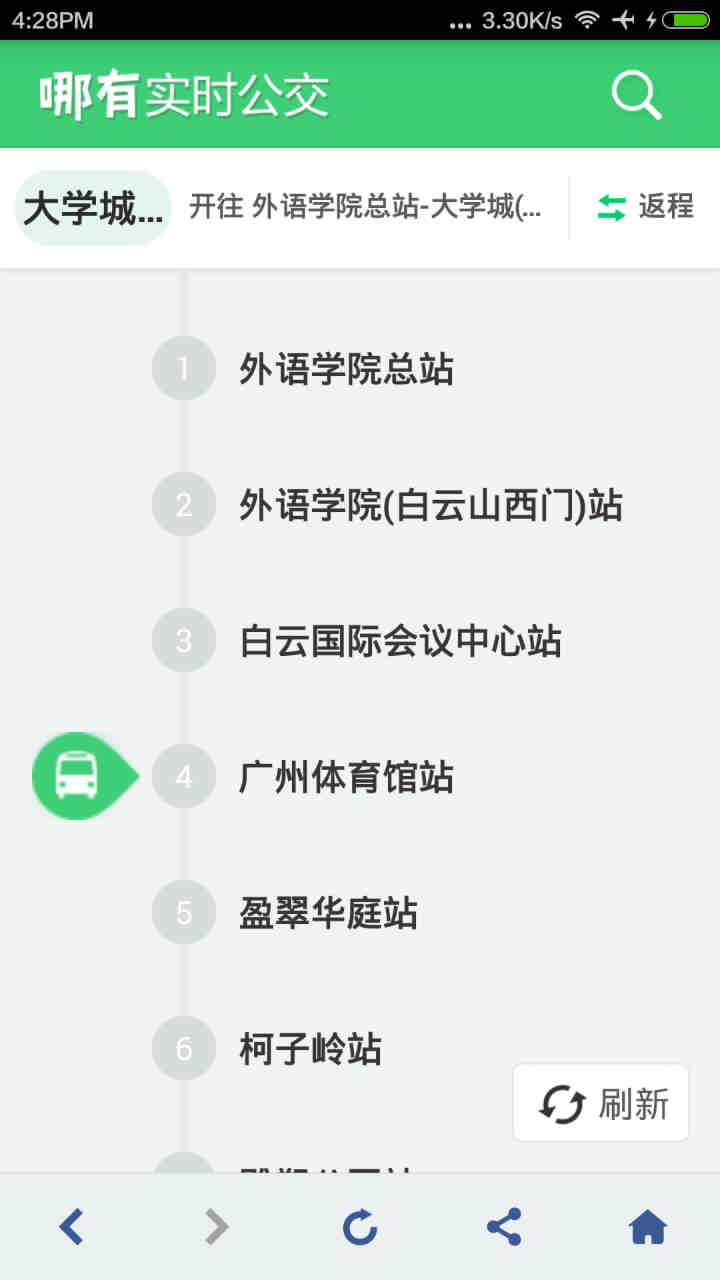 4:28PM
... 3.30K/s
哪有实时公交
大学城...
开往 外语学院总站-大学城(...
返程
1 外语学院总站
2 外语学院(白云山西门)站
3 白云国际会议中心站
4 广州体育馆站
5 盈翠华庭站
6 柯子岭站
刷新